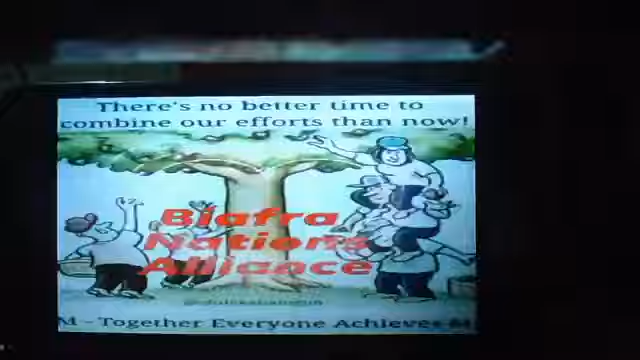 There's no better time to
combine our efforts than now!
Biafra
Nations
Alliance
M - Together Everyone Achieves M